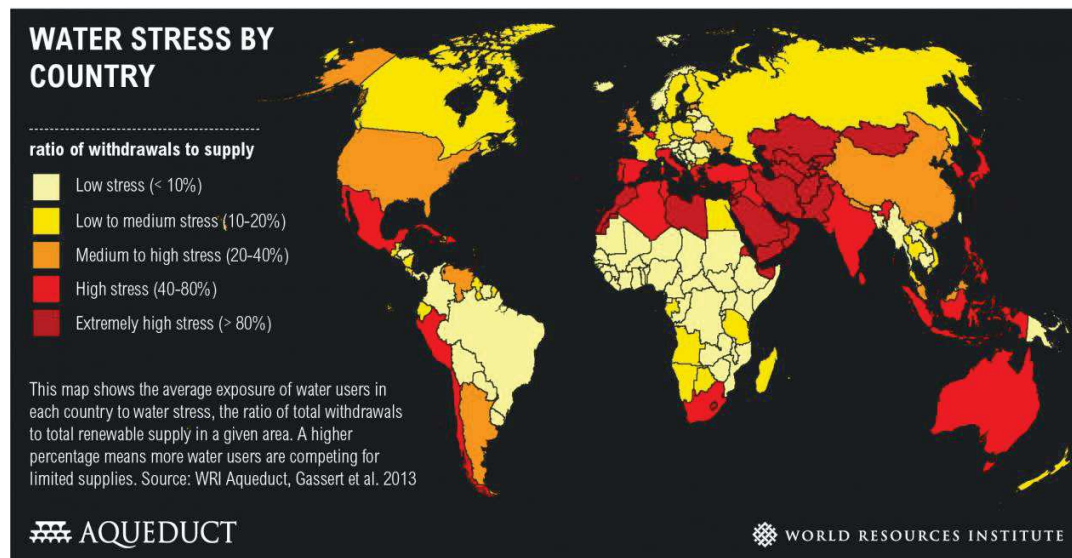 WATER STRESS BY
COUNTRY
ratio of withdrawals to supply
Low stress (< 10%)
Low to medium stress (10-20%)
Medium to high stress (20-40%)
High stress (40-80%)
Extremely high stress (> 80%)
This map shows the average exposure of water users in
each country to water stress, the ratio of total withdrawals
to total renewable supply in a given area. A higher
percentage means more water users are competing for
limited supplies. Source: WRI Aqueduct, Gassert et al. 2013
AQUEDUCT
WORLD RESOURCES INSTITUTE